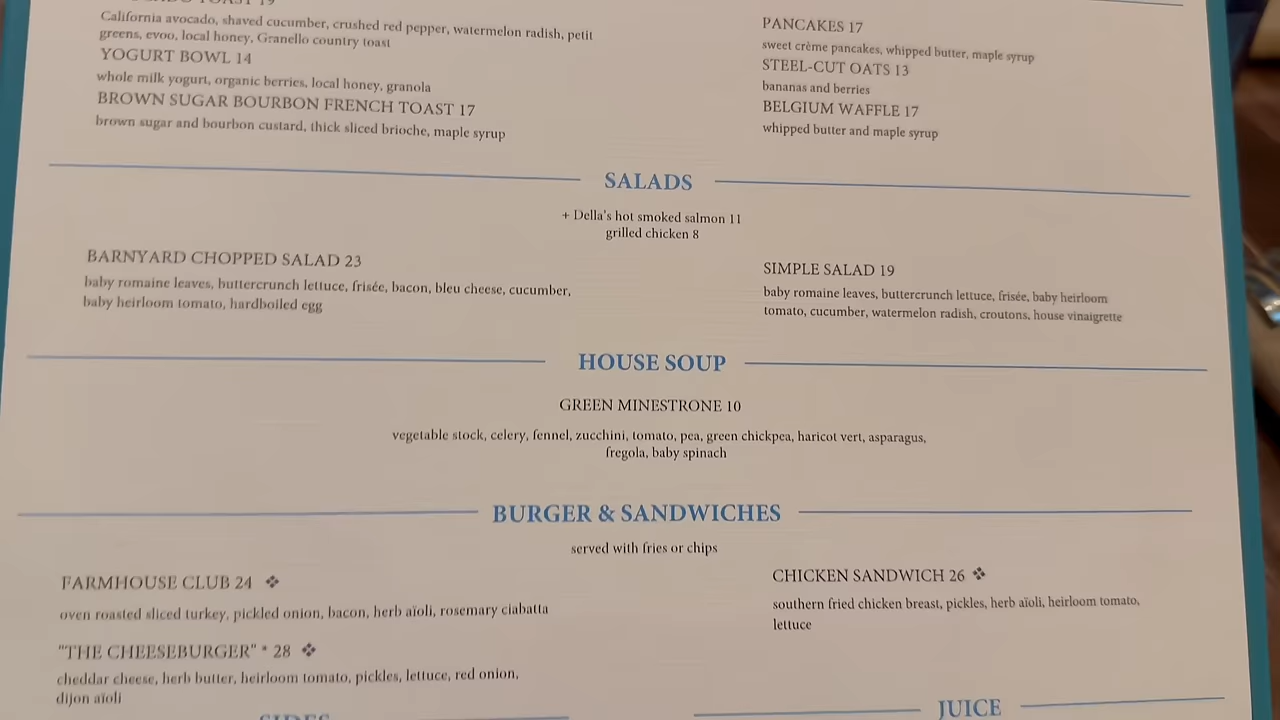 TOAST 19
California avocado, shaved cucumber, crushed red pepper, watermelon radish, petit
greens, evoo, local honey, Granello country toast
YOGURT BOWL 14
whole milk yogurt, organic berries, local honey, granola
BROWN SUGAR BOURBON FRENCH TOAST 17
brown sugar and bourbon custard, thick sliced brioche, maple syrup
PANCAKES 17
sweet crème pancakes, whipped butter, maple syrup
STEEL-CUT OATS 13
bananas and berries
BELGIUM WAFFLE 17
whipped butter and maple syrup
SALADS
+ Della's hot smoked salmon 11
grilled chicken 8
BARNYARD CHOPPED SALAD 23
baby romaine leaves, buttercrunch lettuce, frisée, bacon, bleu cheese, cucumber,
baby heirloom tomato, hardboiled egg
SIMPLE SALAD 19
baby romaine leaves, buttercrunch lettuce, frisée, baby heirloom
tomato, cucumber, watermelon radish, croutons, house vinaigrette
HOUSE SOUP
GREEN MINESTRONE 10
vegetable stock, celery, fennel, zucchini, tomato, pea, green chickpea, haricot vert, asparagus,
fregola, baby spinach
BURGER & SANDWICHES
served with fries or chips
FARMHOUSE CLUB 24 ❖
oven roasted sliced turkey, pickled onion, bacon, herb aïoli, rosemary ciabatta
"THE CHEESEBURGER" * 28 ❖
cheddar cheese, herb butter, heirloom tomato, pickles, lettuce, red onion,
dijon aïoli
CHICKEN SANDWICH 26 ❖
southern fried chicken breast, pickles, herb aïoli, heirloom tomato,
lettuce
SIDES
JUICE